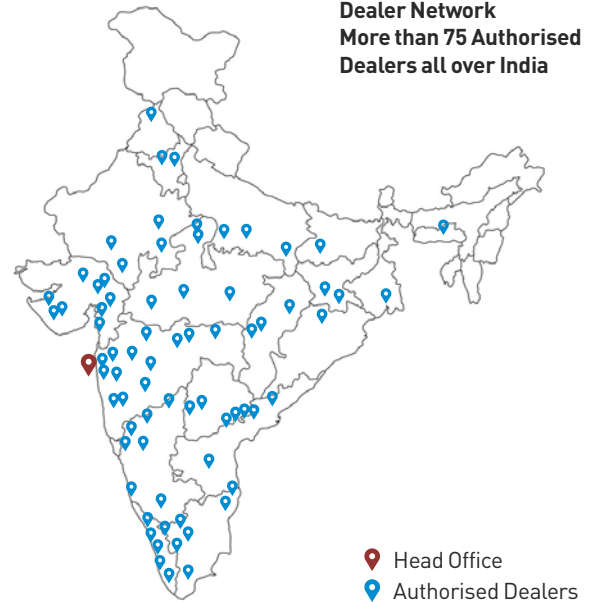 Dealer Network
More than 75 Authorised
Dealers all over India
Head Office
Authorised Dealers